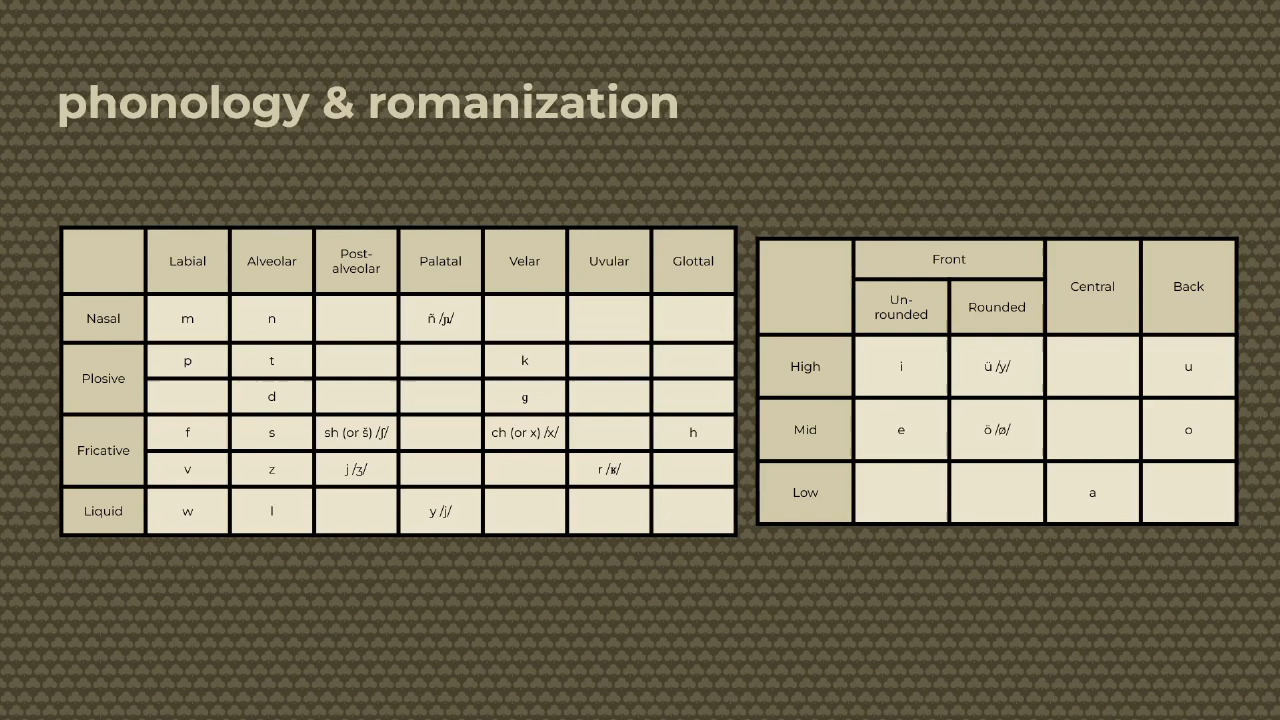 phonology & romanization
Labial Alveolar Post-alveolar Palatal Velar Uvular Glottal
Nasal m n ñ /ɲ/
Plosive p t k
d g
Fricative f s sh (or š) /ʃ/ ch (or x) /x/ h
v z j /ʒ/ r /ʁ/
Liquid w l y /j/
Front Central Back
Un-rounded Rounded
High i ü /y/ u
Mid e ö /ø/ o
Low a